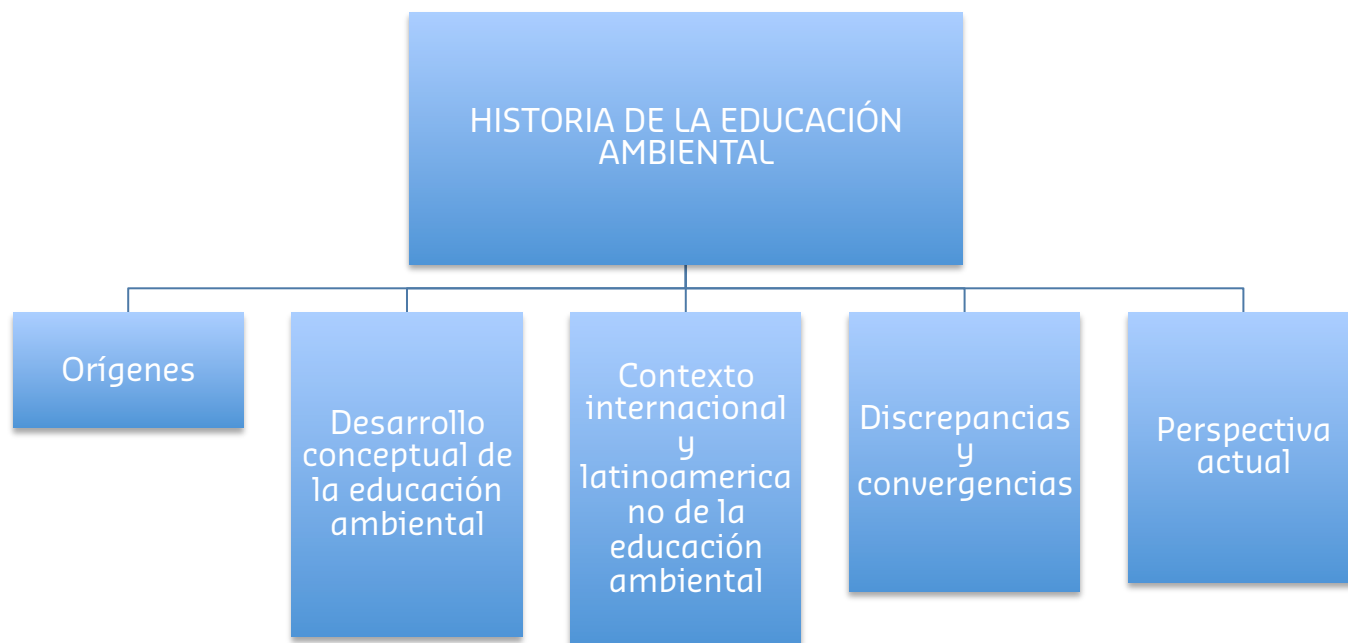 HISTORIA DE LA EDUCACIÓN
AMBIENTAL
Orígenes
Desarrollo
conceptual de
la educación
ambiental
Contexto
internacional
y
latinoamerica
no de la
educación
ambiental
Discrepancias
y
convergencias
Perspectiva
actual